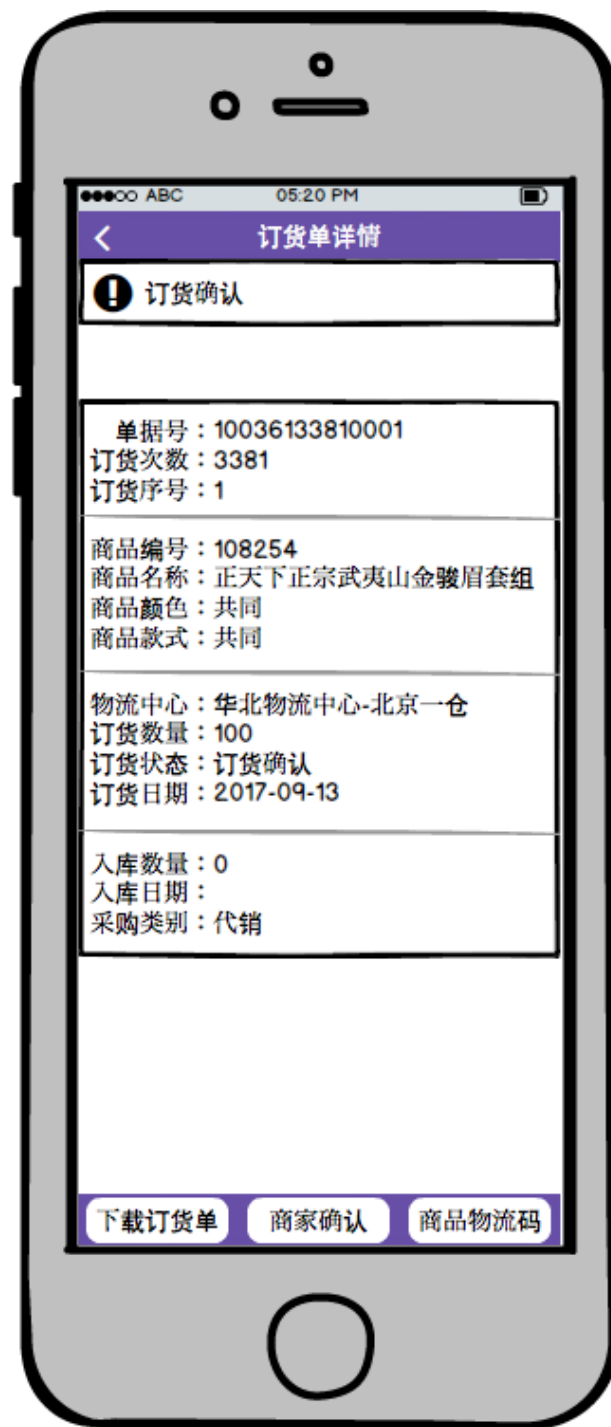 ABC 05:20 PM
订货单详情
订货确认
单据号：10036133810001
订货次数：3381
订货序号：1
商品编号：108254
商品名称：正天下正宗武夷山金骏眉套组
商品颜色：共同
商品款式：共同
物流中心：华北物流中心-北京一仓
订货数量：100
订货状态：订货确认
订货日期：2017-09-13
入库数量：0
入库日期：
采购类别：代销
下载订货单 商家确认 商品物流码